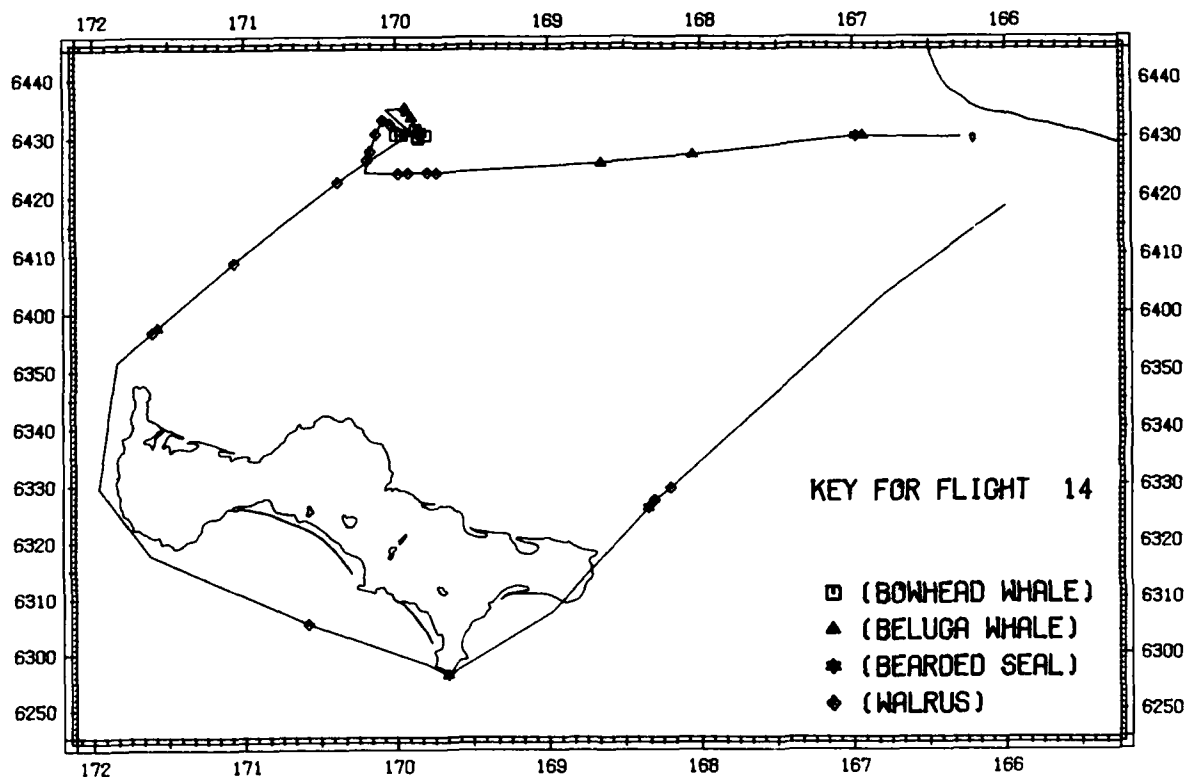 172 171 170 169 168 167 166
6440 6440
6430 6430
6420 6420
6410 6410
6400 6400
6350 6350
6340 6340
6330 6330
KEY FOR FLIGHT 14
6320 6320
6310 6310
(BOWHEAD WHALE)
(BELUGA WHALE)
6300 6300
(BEARDED SEAL)
(WALRUS)
6250 6250
172 171 170 169 168 167 166